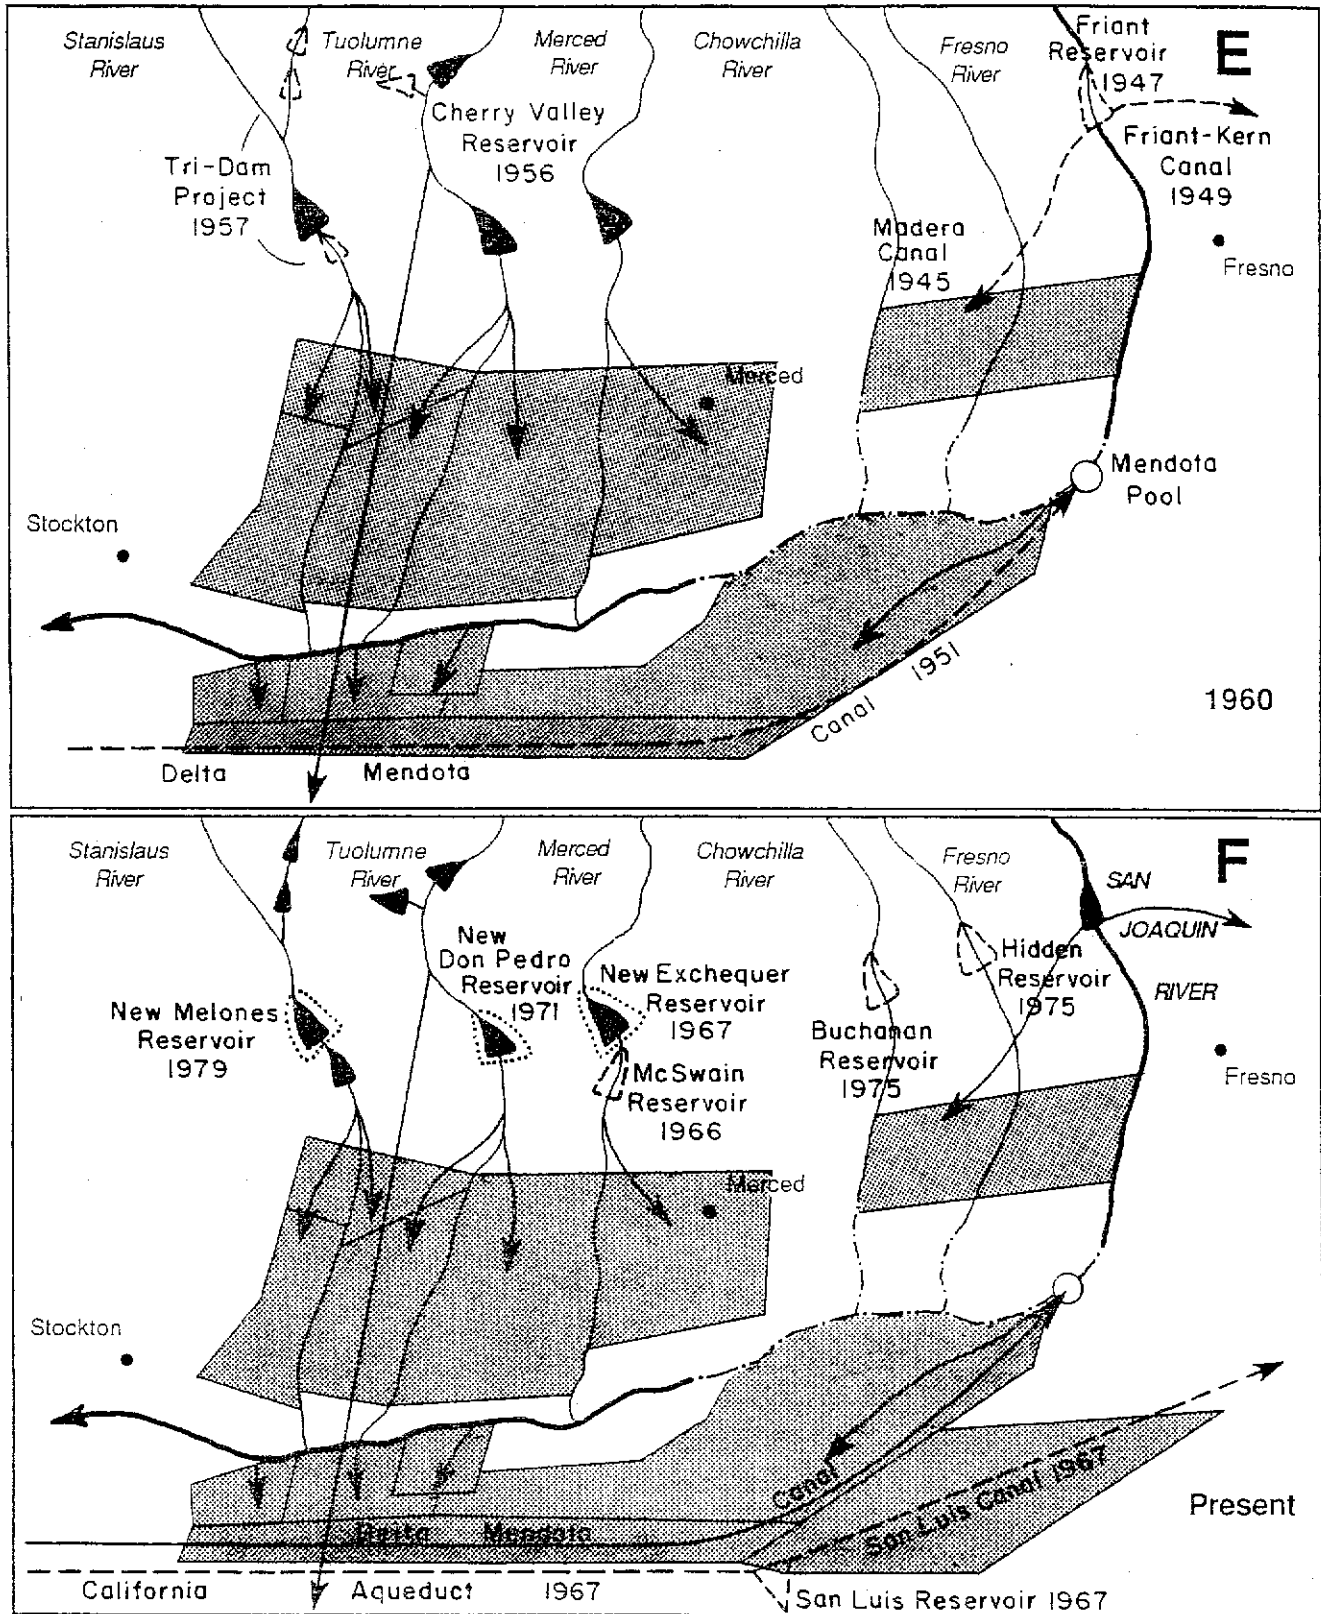 Stanislaus
River
Tuolumne
River
Merced
River
Chowchilla
River
Fresno
River
Friant
Reservoir
1947
E
Cherry Valley
Reservoir
1956
Friant-Kern
Canal
1949
Tri-Dam
Project
1957
Madera
Canal
1945
Fresno
Merced
Mendota
Pool
Stockton
Canal 1951
1960
Delta Mendota
Stanislaus
River
Tuolumne
River
Merced
River
Chowchilla
River
Fresno
River
F
SAN
JOAQUIN
RIVER
New
Don Pedro
Reservoir
1971
New Exchequer
Reservoir
1967
Hidden
Reservoir
1975
New Melones
Reservoir
1979
Buchanan
Reservoir
1975
McSwain
Reservoir
1966
Fresno
Merced
Stockton
Canal
San Luis Canal 1967
Present
Delta Mendota
California Aqueduct 1967
San Luis Reservoir 1967